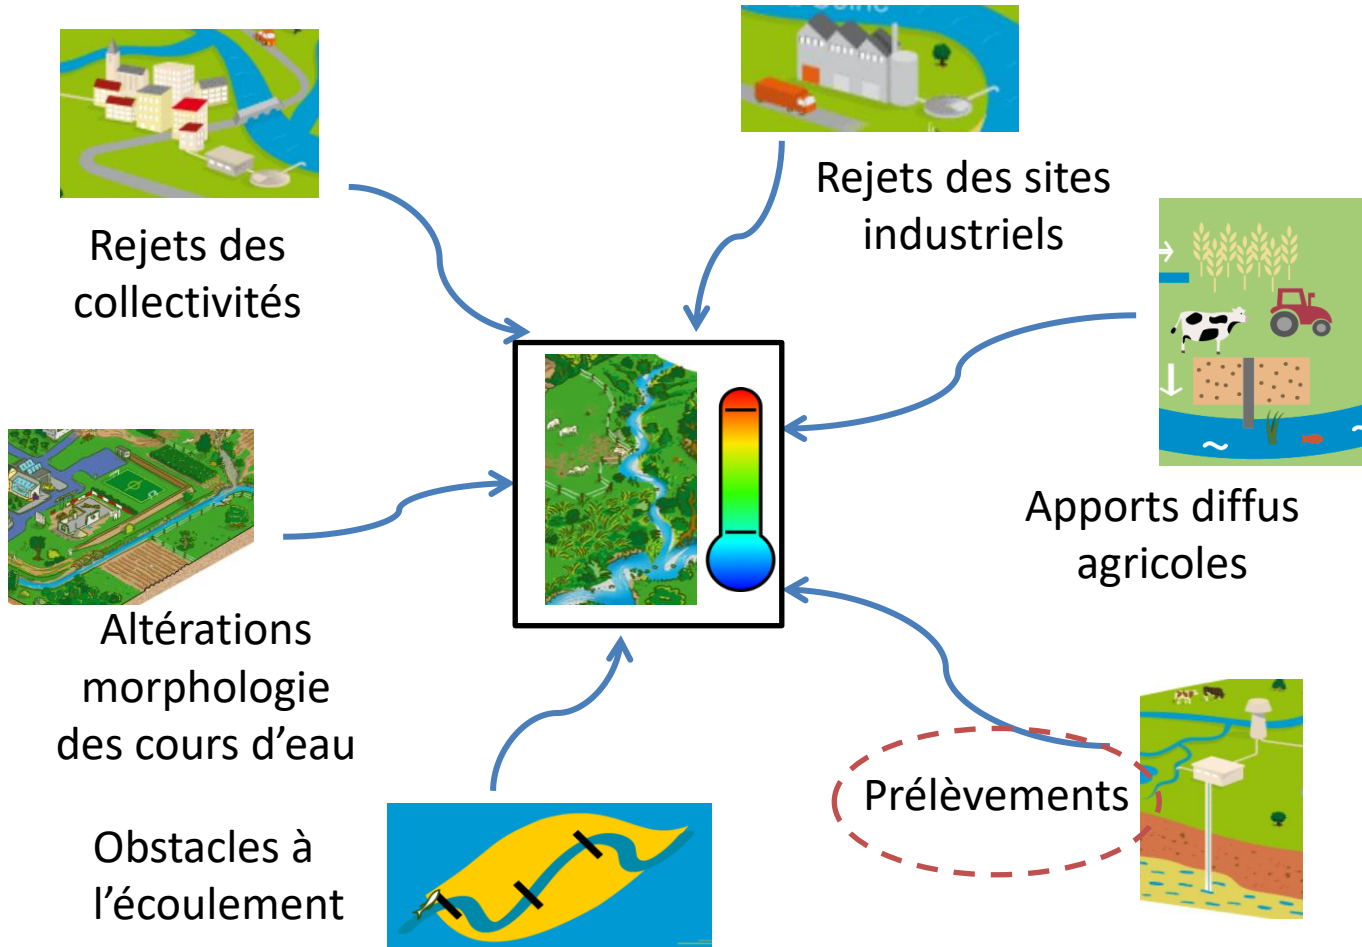 Rejets des
collectivités
Rejets des sites
industriels
Apports diffus
agricoles
Altérations
morphologie
des cours d'eau
Prélèvements
Obstacles à
l'écoulement